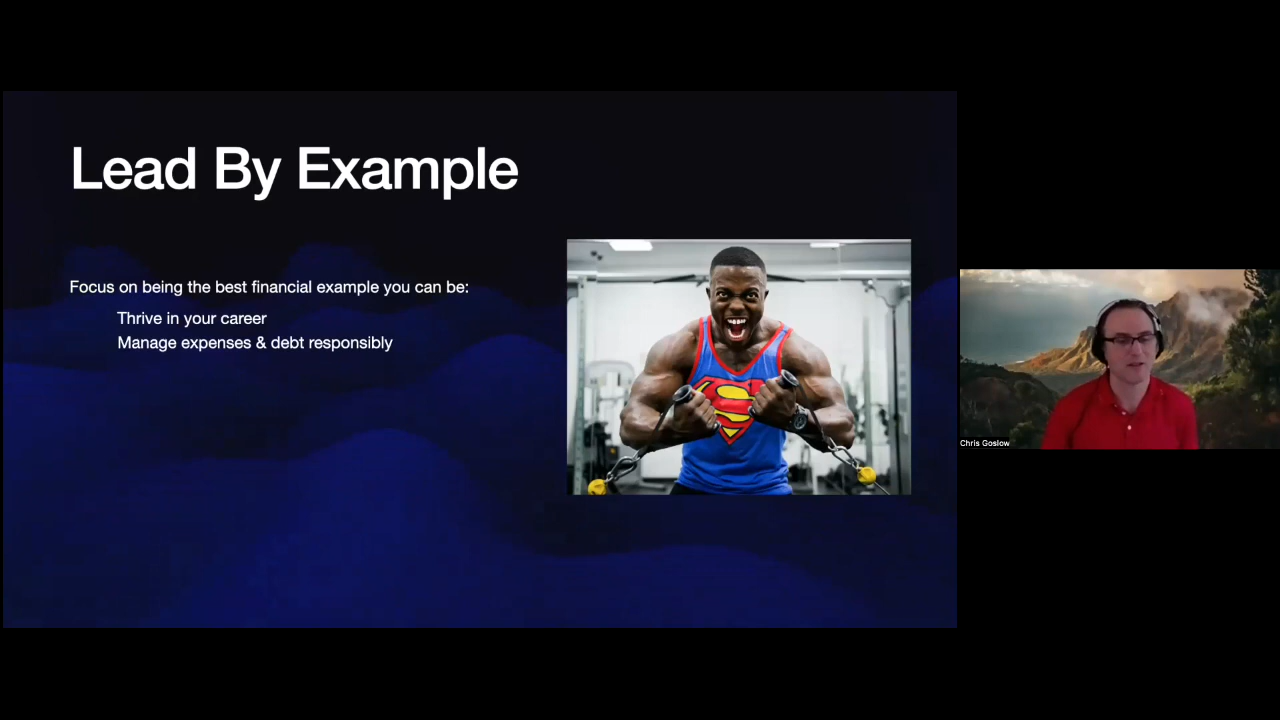 Lead By Example
Focus on being the best financial example you can be:
Thrive in your career
Manage expenses & debt responsibly
Chris Goslow